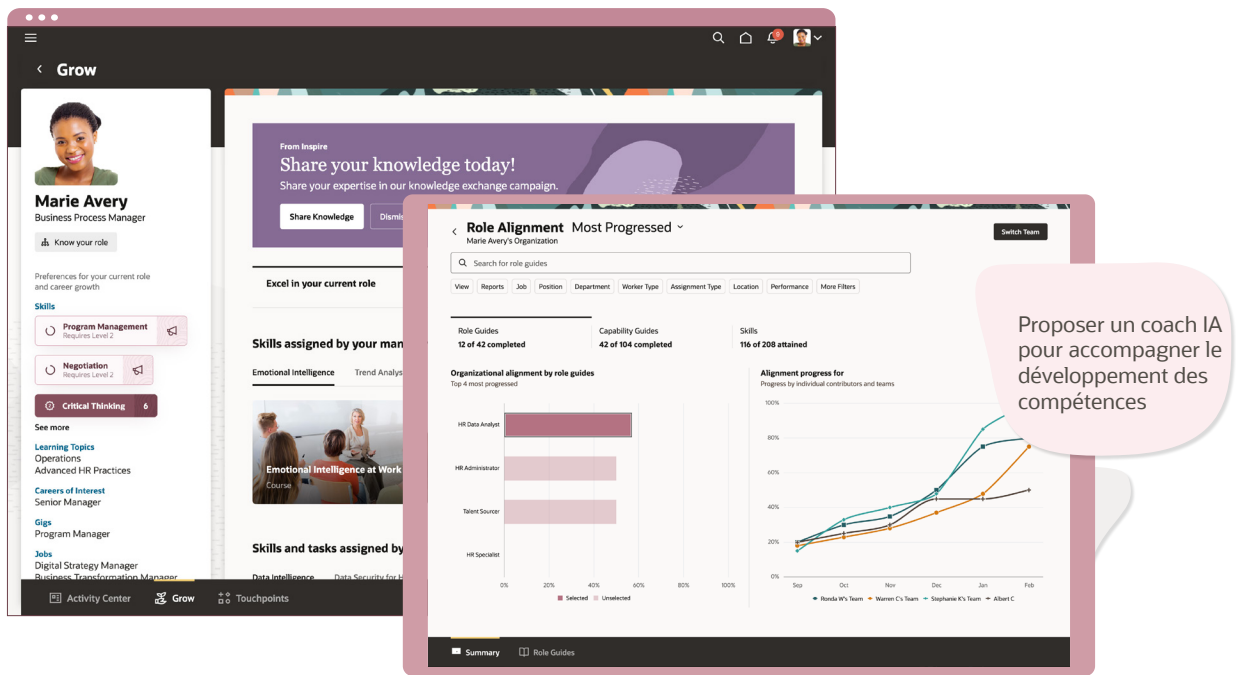 Grow
Marie Avery
Business Process Manager
Know your role
Preferences for your current role
and career growth
Skills
Program Management
Requires Level 2
Negotiation
Requires Level 2
Critical Thinking 6
See more
Learning Topics
Operations
Advanced HR Practices
Careers of Interest
Senior Manager
Gigs
Program Manager
Jobs
Digital Strategy Manager
Business Transformation Manager
Activity Center
Grow
Touchpoints
From Inspire
Share your knowledge today!
Share your expertise in our knowledge exchange campaign.
Share Knowledge
Excel in your current role
Skills assigned by your
Emotional Intelligence Trend
Emotional Intelligence at Work
Course
Skills and tasks assigned by
Data Intelligence Data Security for
Role Alignment Most Progressed
Marie Avery's Organization
Switch Team
Search for role guides
View Reports Job Position Department Worker Type Assignment Type Location Performance More Filters
Role Guides
12 of 42 completed
Capability Guides
42 of 104 completed
Skills
116 of 208 attained
Organizational alignment by role guides
Top 4 most progressed
HR Data Analyst
HR Administrator
Talent Sourcer
HR Specialist
0% 20% 40% 60% 80% 100%
Selected Unselected
Alignment progress for
Progress by individual contributors and teams
100%
80%
60%
40%
20%
0%
Sep Oct Nov Dec Jan Feb
Ronda W's Team Warren C's Team Stephanie K's Team Albert C
Summary Role Guides
Proposer un coach IA
pour accompagner le
développement des
compétences